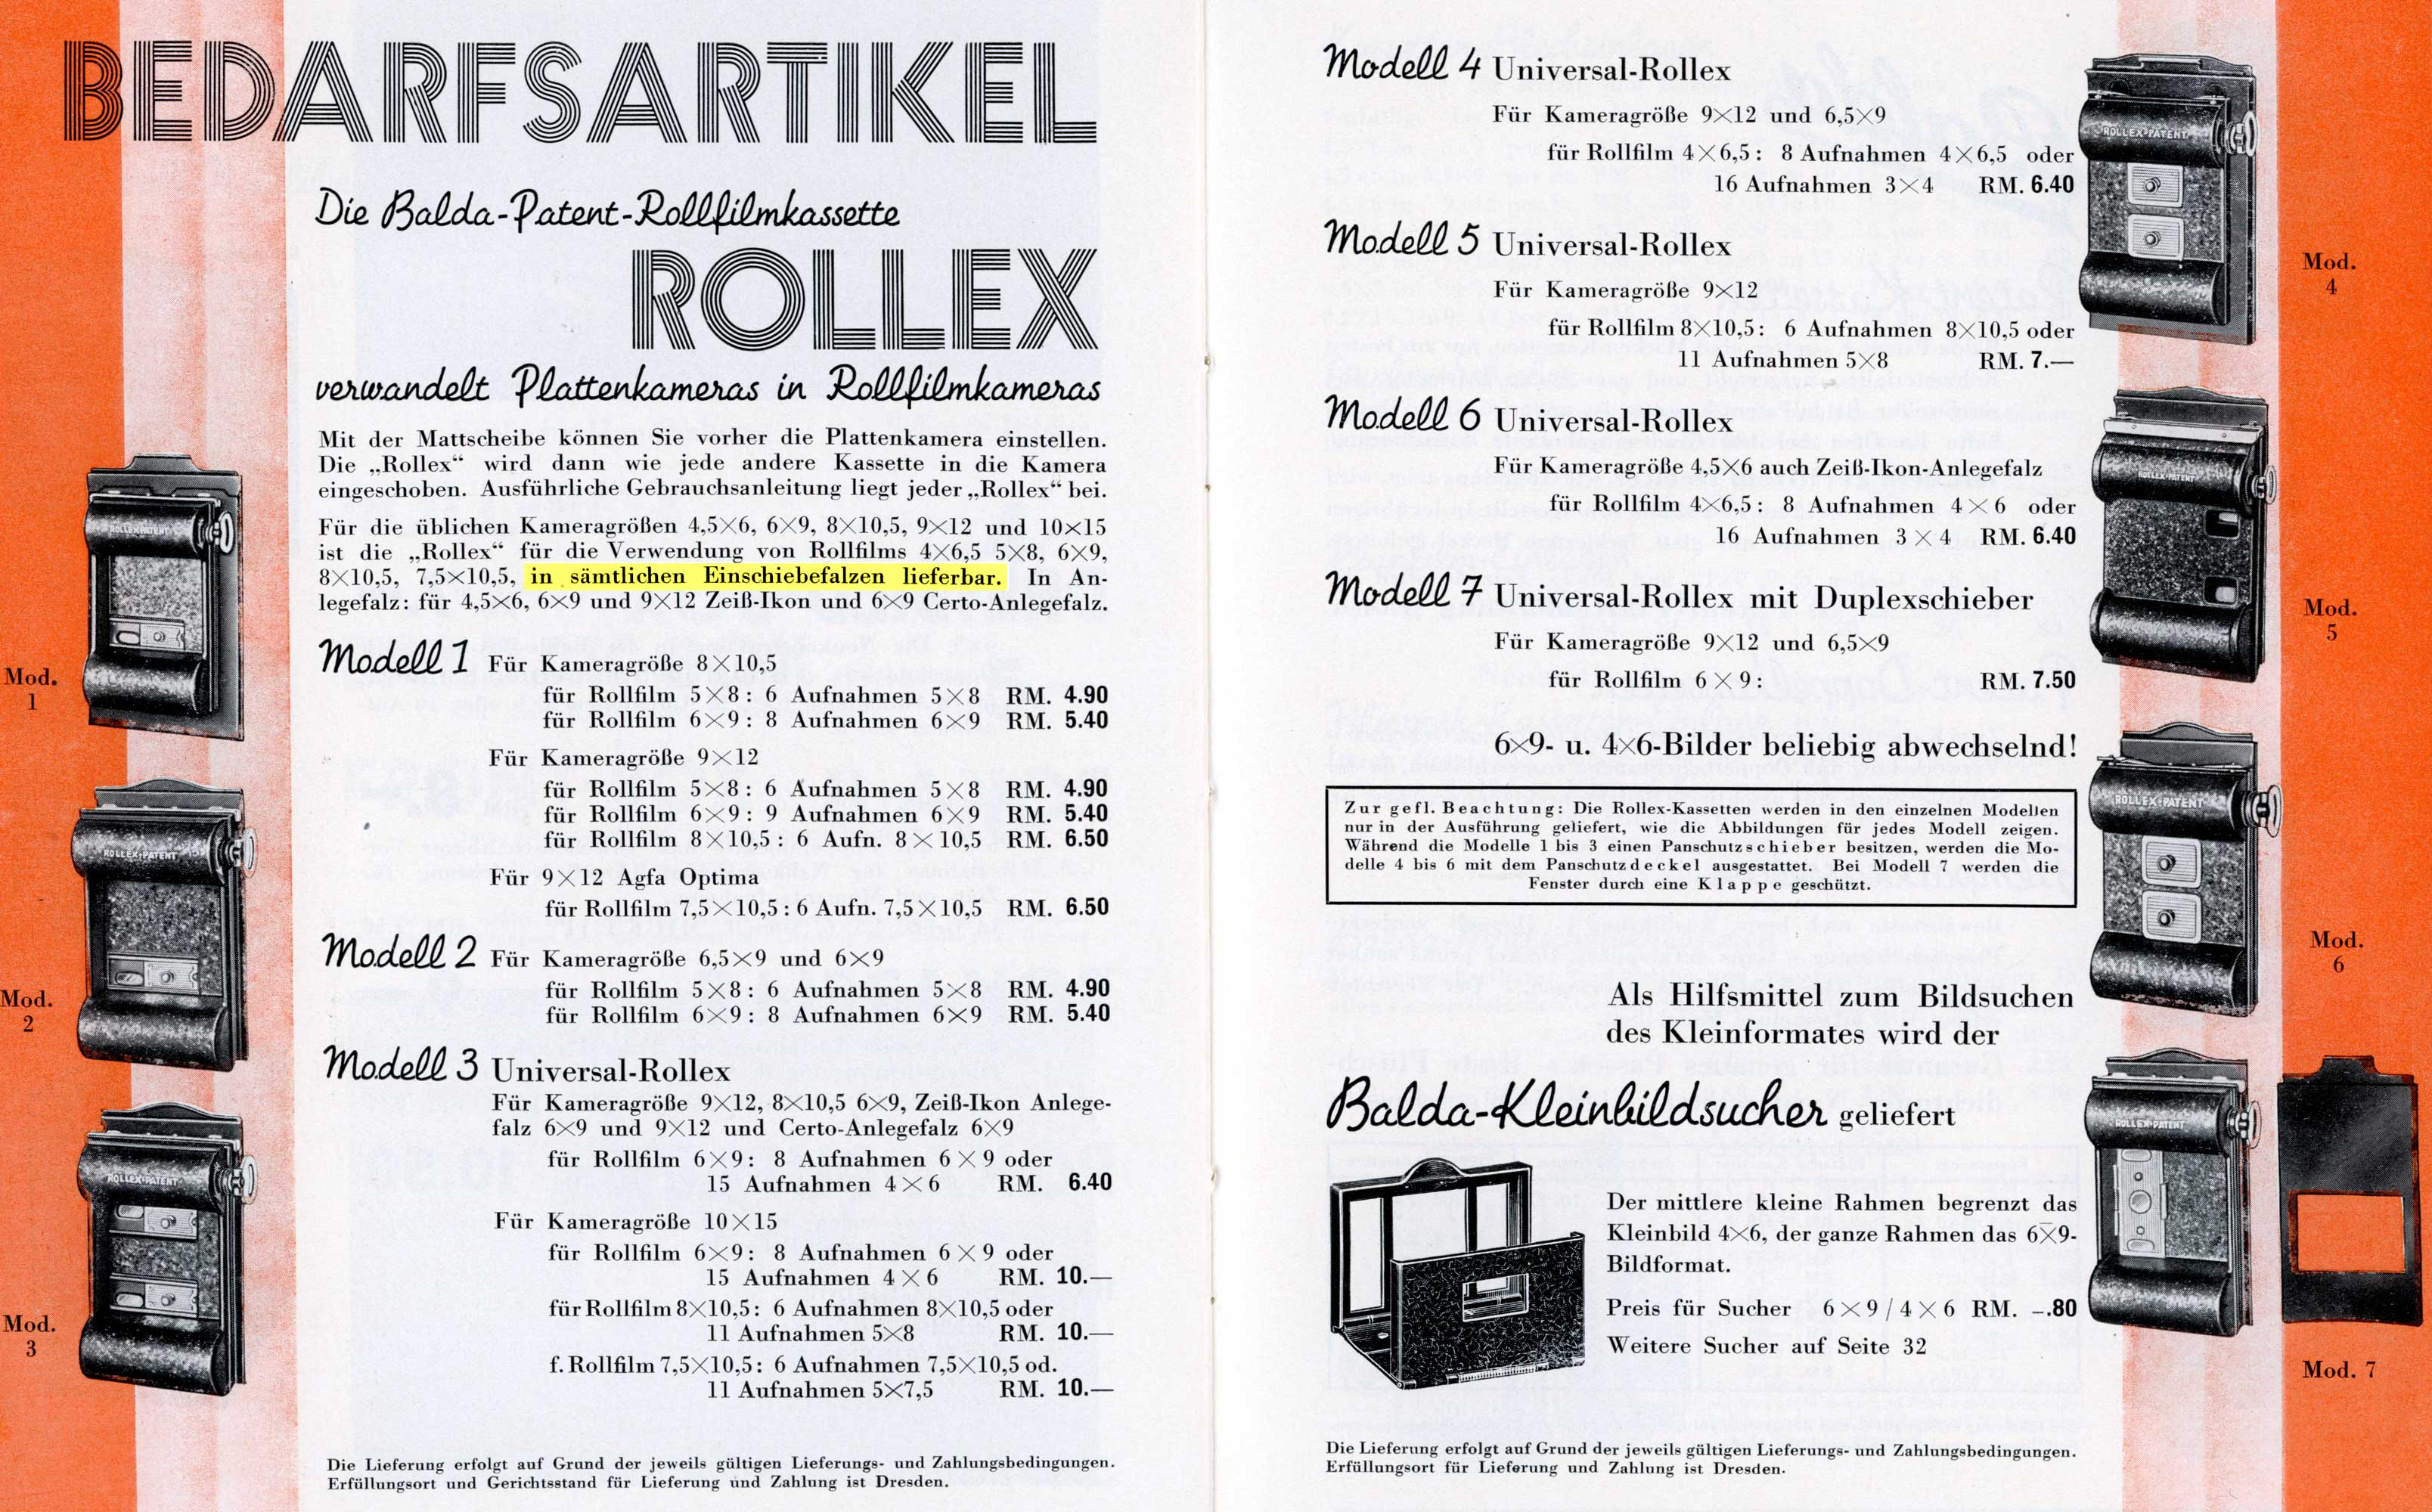 BEDARFSARTIKEL
Die Balda-Patent-Rollfilmkassette
ROLLEX
verwandelt Plattenkameras in Rollfilmkameras
Mit der Mattscheibe können Sie vorher die Plattenkamera einstellen.
Die „Rollex“ wird dann wie jede andere Kassette in die Kamera
eingeschoben. Ausführliche Gebrauchsanleitung liegt jeder „Rollex“ bei.
Für die üblichen Kameragrößen 4,5×6, 6×9, 8×10,5, 9×12 und 10×15
ist die „Rollex“ für die Verwendung von Rollfilms 4×6,5 5×8, 6×9,
8×10,5, 7,5×10,5, in sämtlichen Einschiebefalzen lieferbar. In An-
legefalz: für 4,5×6, 6×9 und 9×12 Zeiß-Ikon und 6×9 Certo-Anlegefalz.
Modell 1 Für Kameragröße 8×10,5
für Rollfilm 5×8: 6 Aufnahmen 5×8 RM. 4.90
für Rollfilm 6×9: 8 Aufnahmen 6×9 RM. 5.40
Für Kameragröße 9×12
für Rollfilm 5×8: 6 Aufnahmen 5×8 RM. 4.90
für Rollfilm 6×9: 9 Aufnahmen 6×9 RM. 5.40
für Rollfilm 8×10,5: 6 Aufn. 8×10,5 RM. 6.50
Für 9×12 Agfa Optima
für Rollfilm 7,5×10,5: 6 Aufn. 7,5×10,5 RM. 6.50
Modell 2 Für Kameragröße 6,5×9 und 6×9
für Rollfilm 5×8: 6 Aufnahmen 5×8 RM. 4.90
für Rollfilm 6×9: 8 Aufnahmen 6×9 RM. 5.40
Modell 3 Universal-Rollex
Für Kameragröße 9×12, 8×10,5 6×9, Zeiß-Ikon Anlege-
falz 6×9 und 9×12 und Certo-Anlegefalz 6×9
für Rollfilm 6×9: 8 Aufnahmen 6×9 oder
15 Aufnahmen 4×6 RM. 6.40
Für Kameragröße 10×15
für Rollfilm 6×9: 8 Aufnahmen 6×9 oder
15 Aufnahmen 4×6 RM. 10.—
für Rollfilm 8×10,5: 6 Aufnahmen 8×10,5 oder
11 Aufnahmen 5×8 RM. 10.—
f. Rollfilm 7,5×10,5: 6 Aufnahmen 7,5×10,5 od.
11 Aufnahmen 5×7,5 RM. 10.—
Die Lieferung erfolgt auf Grund der jeweils gültigen Lieferungs- und Zahlungsbedingungen.
Erfüllungsort und Gerichtsstand für Lieferung und Zahlung ist Dresden.
ROLLEX-PATENT
Mod.
1
ROLLEX-PATENT
Mod.
2
ROLLEX-PATENT
Mod.
3
Modell 4 Universal-Rollex
Für Kameragröße 9×12 und 6,5×9
für Rollfilm 4×6,5: 8 Aufnahmen 4×6,5 oder
16 Aufnahmen 3×4 RM. 6.40
Modell 5 Universal-Rollex
Für Kameragröße 9×12
für Rollfilm 8×10,5: 6 Aufnahmen 8×10,5 oder
11 Aufnahmen 5×8 RM. 7.—
Modell 6 Universal-Rollex
Für Kameragröße 4,5×6 auch Zeiß-Ikon-Anlegefalz
für Rollfilm 4×6,5: 8 Aufnahmen 4×6 oder
16 Aufnahmen 3×4 RM. 6.40
Modell 7 Universal-Rollex mit Duplexschieber
Für Kameragröße 9×12 und 6,5×9
für Rollfilm 6×9: RM. 7.50
6×9- u. 4×6-Bilder beliebig abwechselnd!
Zur gefl. Beachtung: Die Rollex-Kassetten werden in den einzelnen Modellen
nur in der Ausführung geliefert, wie die Abbildungen für jedes Modell zeigen.
Während die Modelle 1 bis 3 einen Panschutzschieber besitzen, werden die Mo-
delle 4 bis 6 mit dem Panschutzdeckel ausgestattet. Bei Modell 7 werden die
Fenster durch eine Klappe geschützt.
Als Hilfsmittel zum Bildsuchen
des Kleinformates wird der
Balda-Kleinbildsucher geliefert
Der mittlere kleine Rahmen begrenzt das
Kleinbild 4×6, der ganze Rahmen das 6×9-
Bildformat.
Preis für Sucher 6×9/4×6 RM. –.80
Weitere Sucher auf Seite 32
Die Lieferung erfolgt auf Grund der jeweils gültigen Lieferungs- und Zahlungsbedingungen.
Erfüllungsort für Lieferung und Zahlung ist Dresden.
ROLLEX-PATENT
Mod.
4
ROLLEX-PATENT
Mod.
5
ROLLEX-PATENT
Mod.
6
ROLLEX-PATENT
Mod. 7